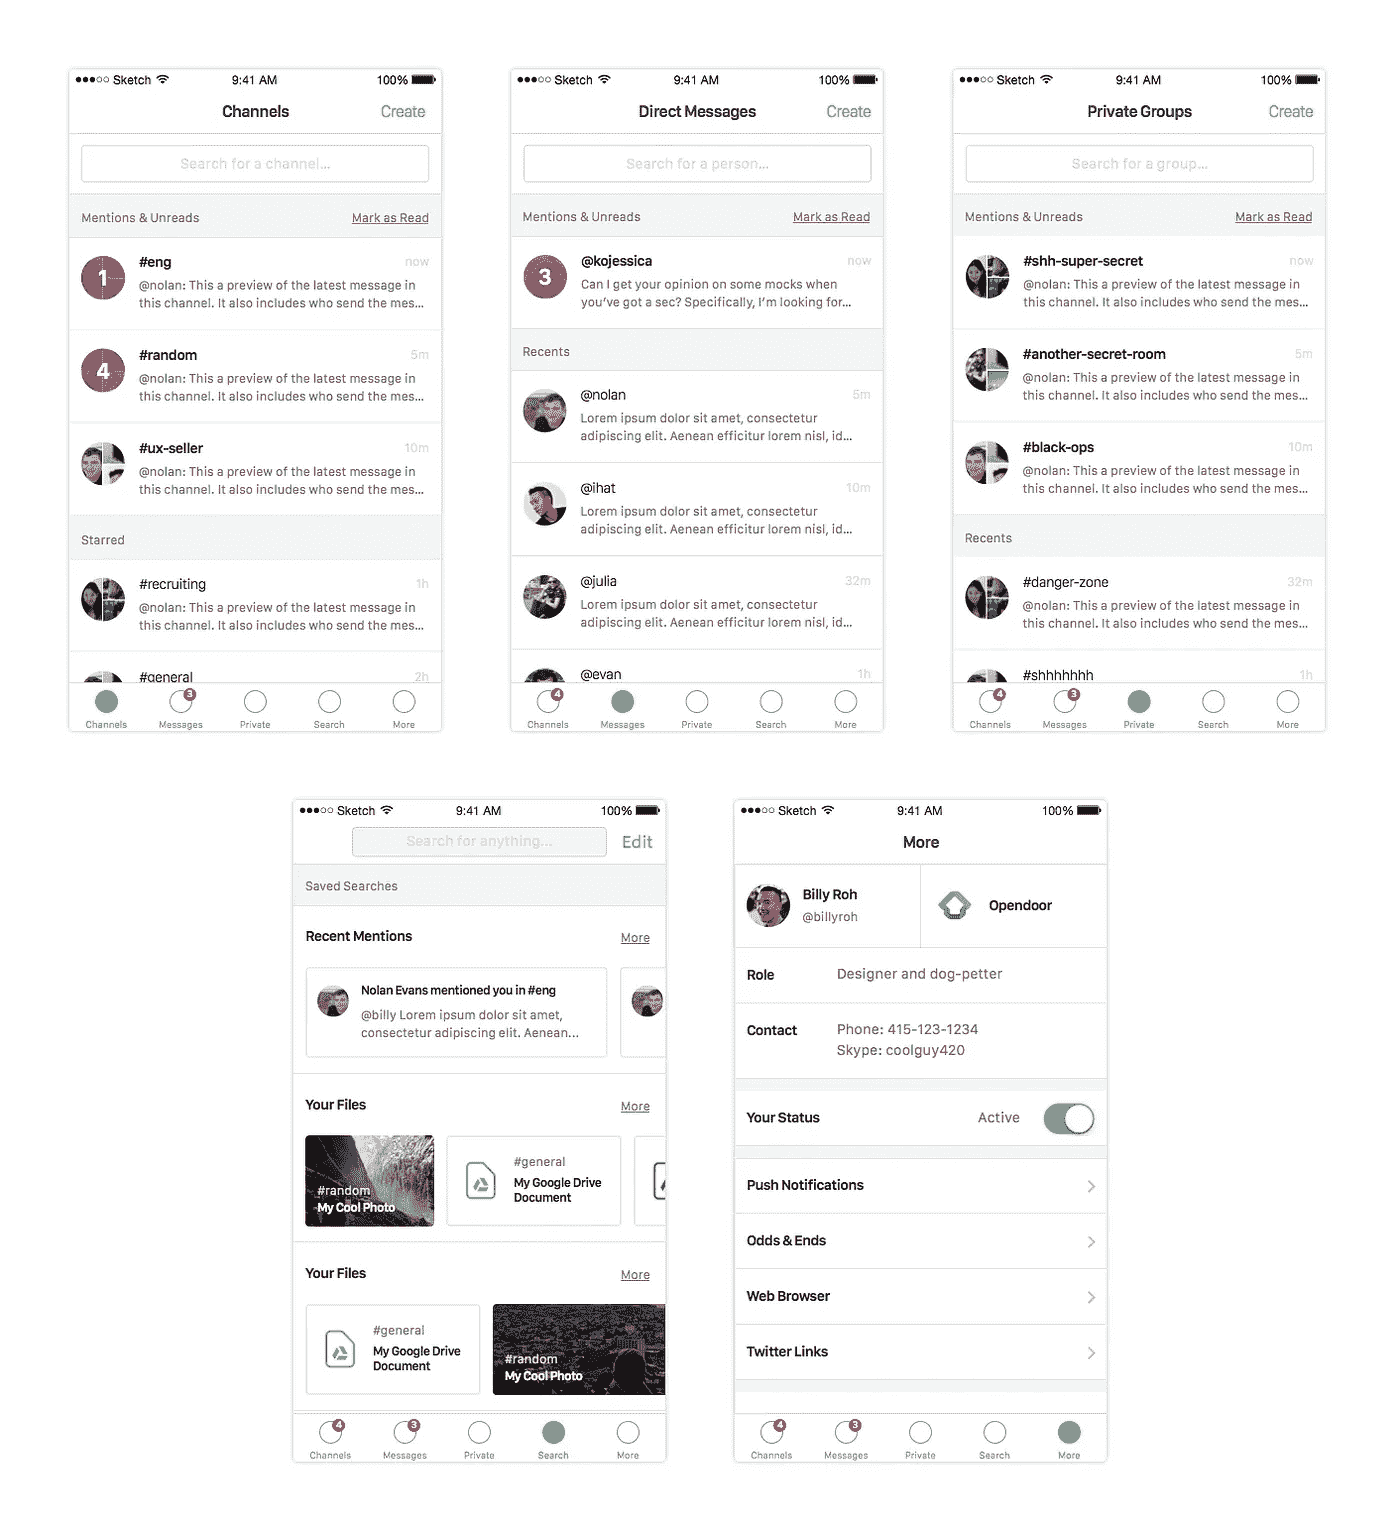 Sketch 9:41 AM 100%
Channels Create
Search for a channel...
Mentions & Unreads Mark as Read
1
#eng now
@nolan: This a preview of the latest message in
this channel. It also includes who send the mes...
4
#random 5m
@nolan: This a preview of the latest message in
this channel. It also includes who send the mes...
#ux-seller 10m
@nolan: This a preview of the latest message in
this channel. It also includes who send the mes...
Starred
#recruiting 1h
@nolan: This a preview of the latest message in
this channel. It also includes who send the mes...
#general 2h
3
Channels Messages Private Search More
Sketch 9:41 AM 100%
Direct Messages Create
Search for a person...
Mentions & Unreads Mark as Read
3
@kojessica now
Can I get your opinion on some mocks when
you've got a sec? Specifically, I'm looking for...
Recents
@nolan 5m
Lorem ipsum dolor sit amet, consectetur
adipiscing elit. Aenean efficitur lorem nisl, id...
@ihat 10m
Lorem ipsum dolor sit amet, consectetur
adipiscing elit. Aenean efficitur lorem nisl, id...
@julia 32m
Lorem ipsum dolor sit amet, consectetur
adipiscing elit. Aenean efficitur lorem nisl, id...
@evan 1h
4
Channels Messages Private Search More
Sketch 9:41 AM 100%
Private Groups Create
Search for a group...
Mentions & Unreads Mark as Read
#shh-super-secret now
@nolan: This a preview of the latest message in
this channel. It also includes who send the mes...
#another-secret-room 5m
@nolan: This a preview of the latest message in
this channel. It also includes who send the mes...
#black-ops 10m
@nolan: This a preview of the latest message in
this channel. It also includes who send the mes...
Recents
#danger-zone 32m
@nolan: This a preview of the latest message in
this channel. It also includes who send the mes...
#shhhhhhh 1h
4 3
Channels Messages Private Search More
Sketch 9:41 AM 100%
Search for anything... Edit
Saved Searches
Recent Mentions More
Nolan Evans mentioned you in #eng
@billy Lorem ipsum dolor sit amet,
consectetur adipiscing elit. Aenean...
Your Files More
#random
My Cool Photo
#general
My Google Drive
Document
Your Files More
#general
My Google Drive
Document
#random
My Cool Photo
4 3
Channels Messages Private Search More
Sketch 9:41 AM 100%
More
Billy Roh
@billyroh
Opendoor
Role Designer and dog-petter
Contact Phone: 415-123-1234
Skype: coolguy420
Your Status Active
Push Notifications
Odds & Ends
Web Browser
Twitter Links
4 3
Channels Messages Private Search More